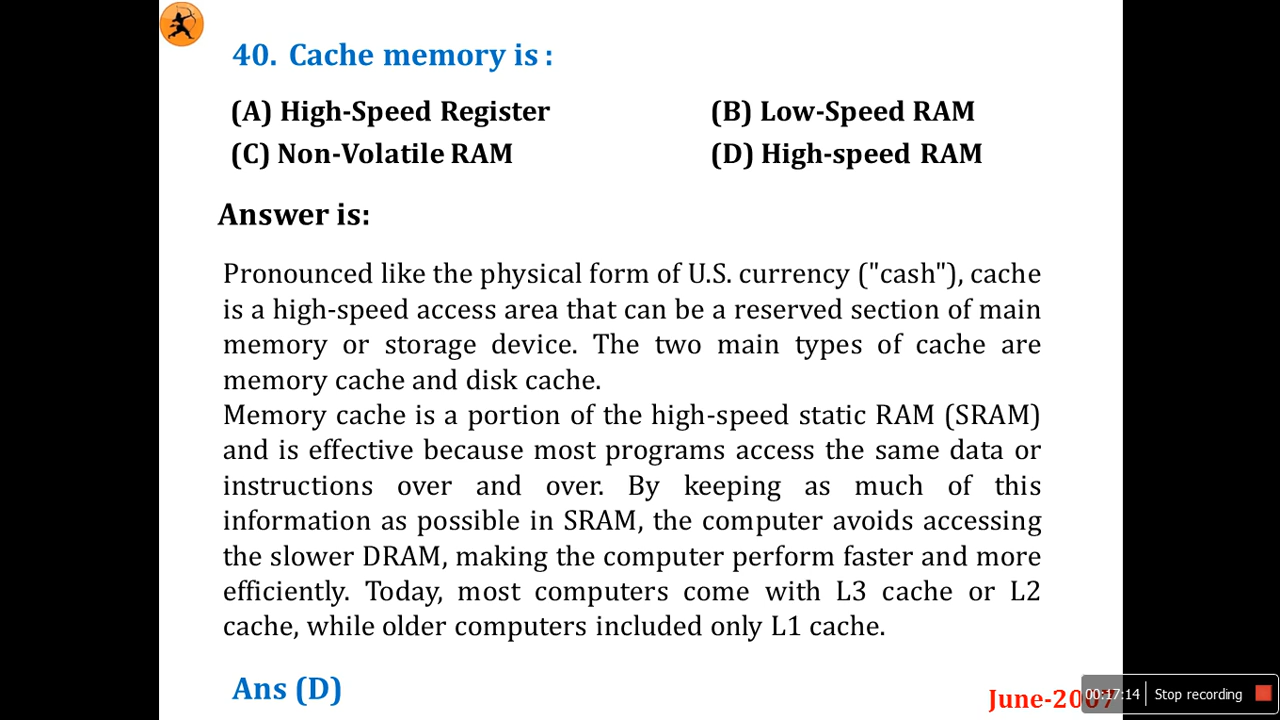 40. Cache memory is :
(A) High-Speed Register (B) Low-Speed RAM
(C) Non-Volatile RAM (D) High-speed RAM
Answer is:
Pronounced like the physical form of U.S. currency ("cash"), cache
is a high-speed access area that can be a reserved section of main
memory or storage device. The two main types of cache are
memory cache and disk cache.
Memory cache is a portion of the high-speed static RAM (SRAM)
and is effective because most programs access the same data or
instructions over and over. By keeping as much of this
information as possible in SRAM, the computer avoids accessing
the slower DRAM, making the computer perform faster and more
efficiently. Today, most computers come with L3 cache or L2
cache, while older computers included only L1 cache.
Ans (D)
June-2007
00:17:14 Stop recording